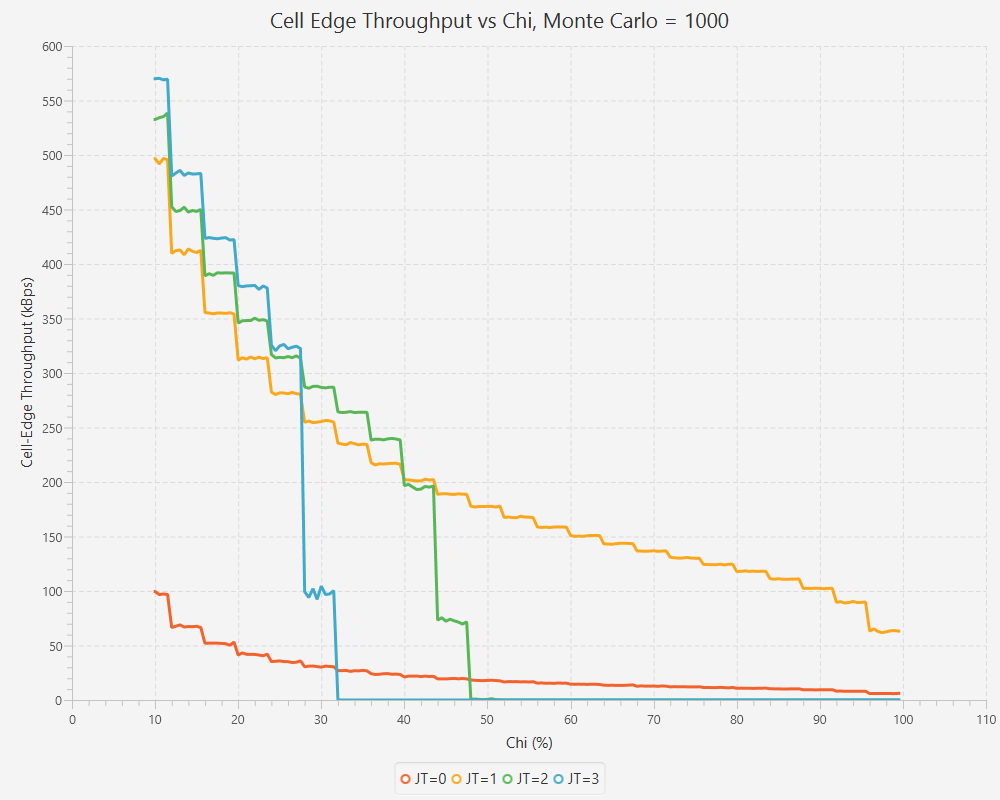 Cell Edge Throughput vs Chi, Monte Carlo = 1000
Cell-Edge Throughput (kBps)
600
550
500
450
400
350
300
250
200
150
100
50
0
0 10 20 30 40 50 60 70 80 90 100 110
Chi (%)
JT=0 JT=1 JT=2 JT=3